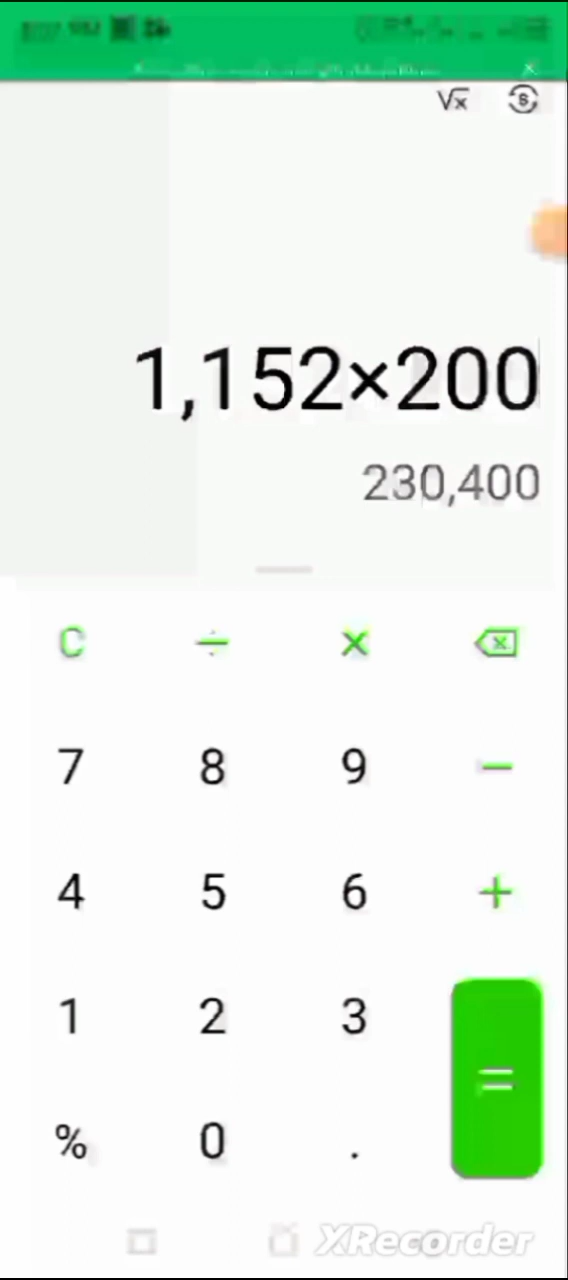 √x
1,152×200
230,400
C ÷ ×
7 8 9 −
4 5 6 +
1 2 3
% 0 . =
XRecorder